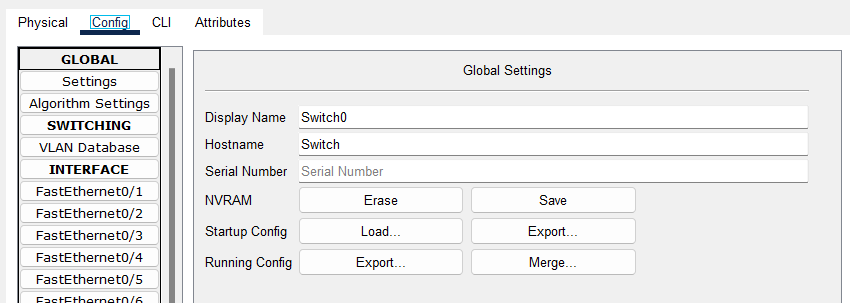 Physical Config CLI Attributes
GLOBAL
Settings
Algorithm Settings
SWITCHING
VLAN Database
INTERFACE
FastEthernet0/1
FastEthernet0/2
FastEthernet0/3
FastEthernet0/4
FastEthernet0/5
FastEthernet0/6
Global Settings
Display Name Switch0
Hostname Switch
Serial Number Serial Number
NVRAM Erase Save
Startup Config Load... Export...
Running Config Export... Merge...